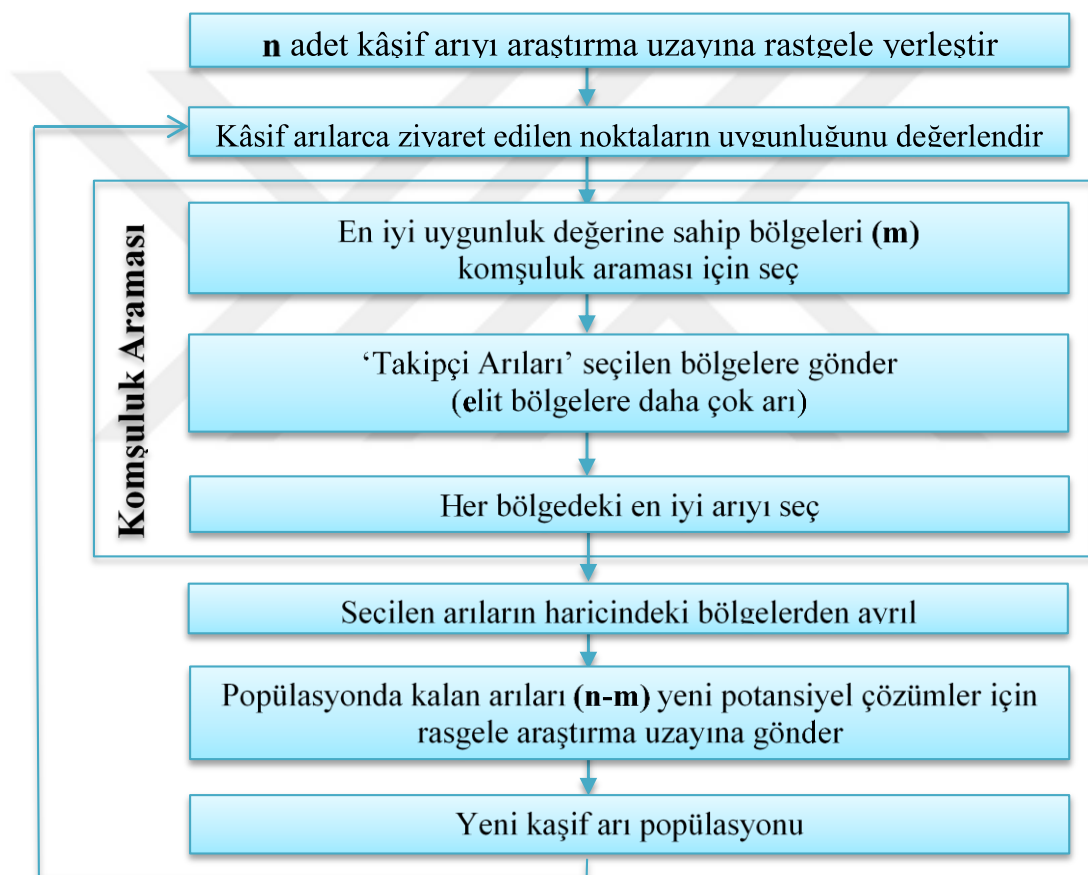 n adet kâşif arıyı araştırma uzayına rastgele yerleştir
Kâşif arılarca ziyaret edilen noktaların uygunluğunu değerlendir
Komşuluk Araması
En iyi uygunluk değerine sahip bölgeleri (m)
komşuluk araması için seç
‘Takipçi Arıları’ seçilen bölgelere gönder
(elit bölgelere daha çok arı)
Her bölgedeki en iyi arıyı seç
Seçilen arıların haricindeki bölgelerden ayrıl
Popülasyonda kalan arıları (n-m) yeni potansiyel çözümler için
rasgele araştırma uzayına gönder
Yeni kaşif arı popülasyonu